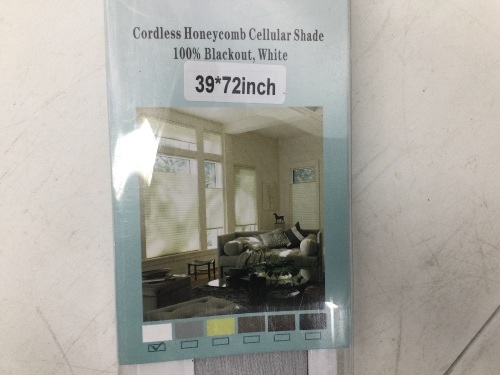 Cordless Honeycomb Cellular Shade
100% Blackout, White
39*72inch